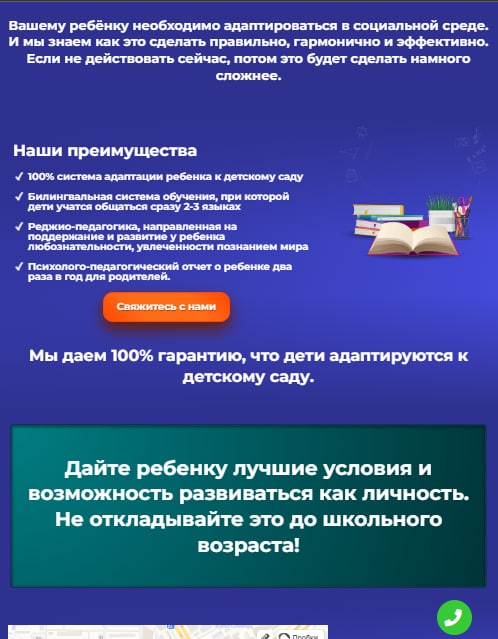 Вашему ребёнку необходимо адаптироваться в социальной среде.
И мы знаем как это сделать правильно, гармонично и эффективно.
Если не действовать сейчас, потом это будет сделать намного
сложнее.
Наши преимущества
100% система адаптации ребенка к детскому саду
Билингвальная система обучения, при которой
дети учатся общаться сразу 2-3 языках
Реджио-педагогика, направленная на
поддержание и развитие у ребенка
любознательности, увлеченности познанием мира
Психолого-педагогический отчет о ребенке два
раза в год для родителей.
Свяжитесь с нами
Мы даем 100% гарантию, что дети адаптируются к
детскому саду.
Дайте ребенку лучшие условия и
возможность развиваться как личность.
Не откладывайте это до школьного
возраста!
Пробки